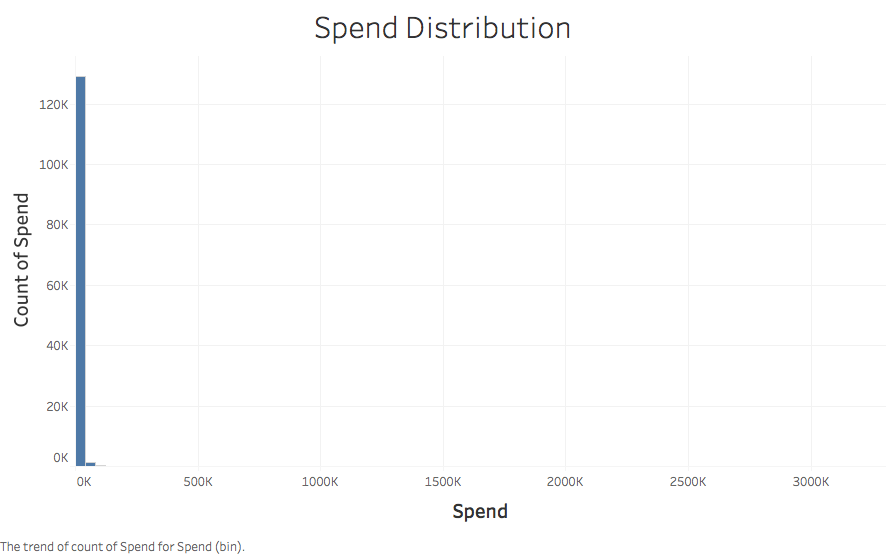 Spend Distribution
120K
100K
80K
60K
40K
20K
0K
Count of Spend
0K 500K 1000K 1500K 2000K 2500K 3000K
Spend
The trend of count of Spend for Spend (bin).